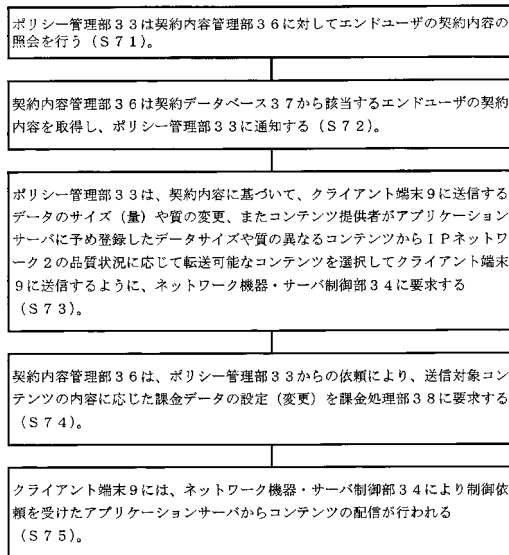 ポリシー管理部３３は契約内容管理部３６に対してエンドユーザの契約内容の
照会を行う（Ｓ７１）。
契約内容管理部３６は契約データベース３７から該当するエンドユーザの契約
内容を取得し、ポリシー管理部３３に通知する（Ｓ７２）。
ポリシー管理部３３は、契約内容に基づいて、クライアント端末９に送信する
データのサイズ（量）や質の変更、またコンテンツ提供者がアプリケーション
サーバに予め登録したデータサイズや質の異なるコンテンツからＩＰネットワ
ーク２の品質状況に応じて転送可能なコンテンツを選択してクライアント端末
９に送信するように、ネットワーク機器・サーバ制御部３４に要求する
（Ｓ７３）。
契約内容管理部３６は、ポリシー管理部３３からの依頼により、送信対象コン
テンツの内容に応じた課金データの設定（変更）を課金処理部３８に要求する
（Ｓ７４）。
クライアント端末９には、ネットワーク機器・サーバ制御部３４により制御依
頼を受けたアプリケーションサーバからコンテンツの配信が行われる
（Ｓ７５）。